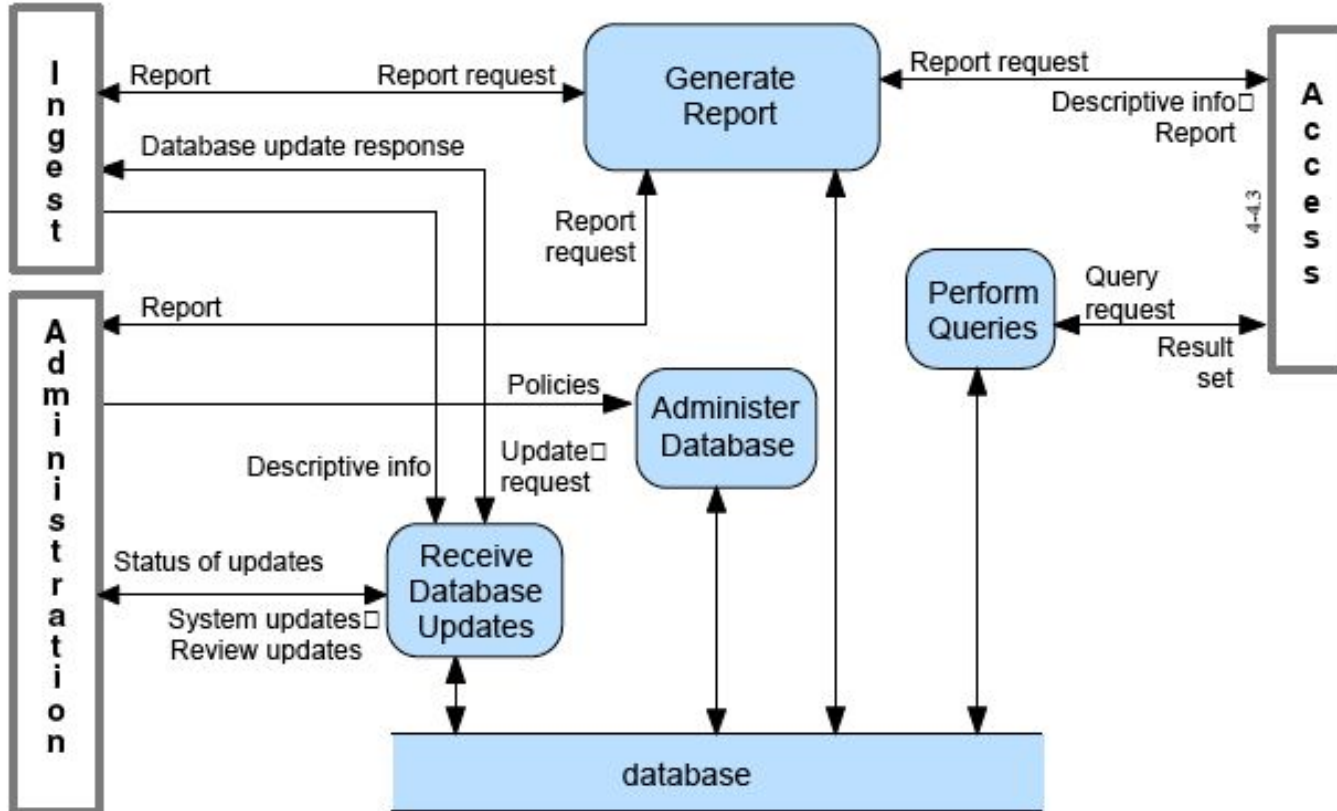 Ingest
Report
Report request
Generate
Report
Report request
Descriptive info□
Report
Access
4-4.3
Database update response
Report
request
Report
Administration
Perform
Queries
Query
request
Result
set
Policies
Administer
Database
Descriptive info
Update□
request
Status of updates
Receive
Database
Updates
System updates□
Review updates
database